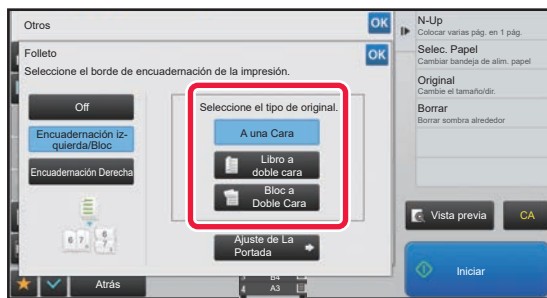 Otros
OK
Folleto
OK
Seleccione el borde de encuadernación de la impresión.
Off
Encuadernación iz-
quierda/Bloc
Encuadernación Derecha
Seleccione el tipo de original.
A una Cara
Libro a
doble cara
Bloc a
Doble Cara
Ajuste de La
Portada
6 7
Atrás
B4
4 A3
N-Up
Colocar varias pág. en 1 pág.
Selec. Papel
Cambiar bandeja de alim. papel
Original
Cambie el tamaño/dir.
Borrar
Borrar sombra alrededor
Vista previa
CA
Iniciar